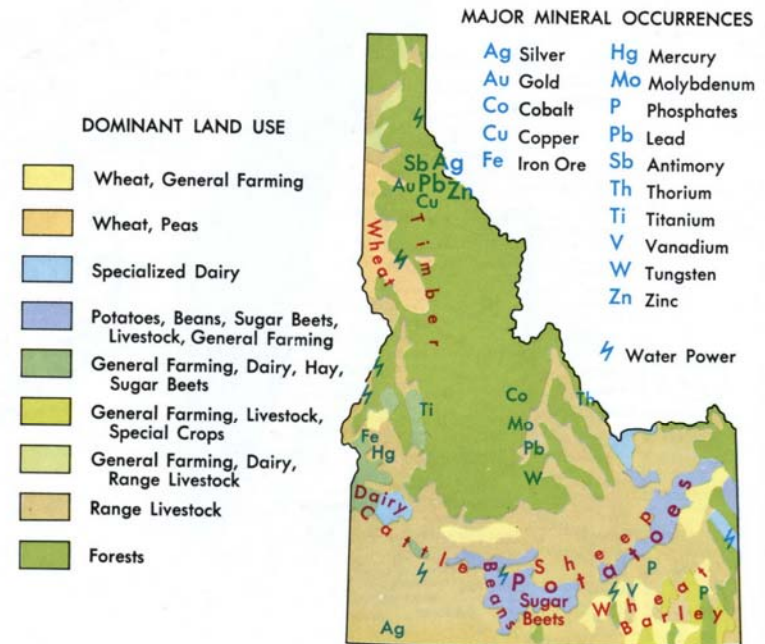 MAJOR MINERAL OCCURRENCES
Ag Silver
Au Gold
Co Cobalt
Cu Copper
Fe Iron Ore
Hg Mercury
Mo Molybdenum
P Phosphates
Pb Lead
Sb Antimory
Th Thorium
Ti Titanium
V Vanadium
W Tungsten
Zn Zinc
Water Power
DOMINANT LAND USE
Wheat, General Farming
Wheat, Peas
Specialized Dairy
Potatoes, Beans, Sugar Beets,
Livestock, General Farming
General Farming, Dairy, Hay,
Sugar Beets
General Farming, Livestock,
Special Crops
General Farming, Dairy,
Range Livestock
Range Livestock
Forests
Sb Ag
Au Pb Zn
Cu
Timber
Wheat
Ti
Co
Th
Mo
Pb
W
Fe
Hg
Dairy
Cattle
Sheep
Potatoes
Beans
Sugar
Beets
P
V
P
Wheat
Barley
Ag